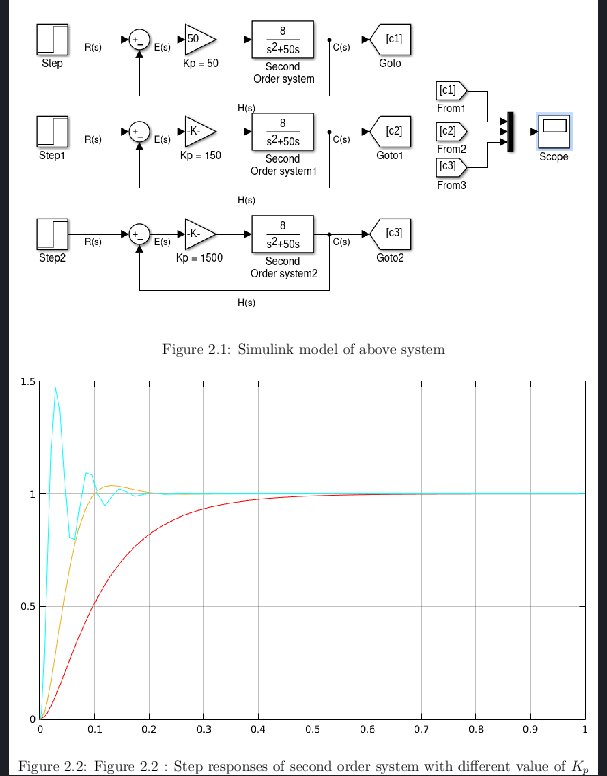 50
8
[c1]
R(s)
E(s)
s²+50s
C(s)
Step
Kp = 50
Second
Order system
Goto
[c1]
From1
H(s)
8
[c2]
R(s)
E(s)
-K-
s²+50s
C(s)
Step1
Kp = 150
Second
Order system1
Goto1
[c2]
From2
Scope
[c3]
From3
H(s)
8
[c3]
R(s)
E(s)
-K-
s²+50s
C(s)
Step2
Kp = 1500
Second
Order system2
Goto2
H(s)
Figure 2.1: Simulink model of above system
1.5
1
0.5
0
0 0.1 0.2 0.3 0.4 0.5 0.6 0.7 0.8 0.9 1
Figure 2.2: Figure 2.2 : Step responses of second order system with different value of Kp